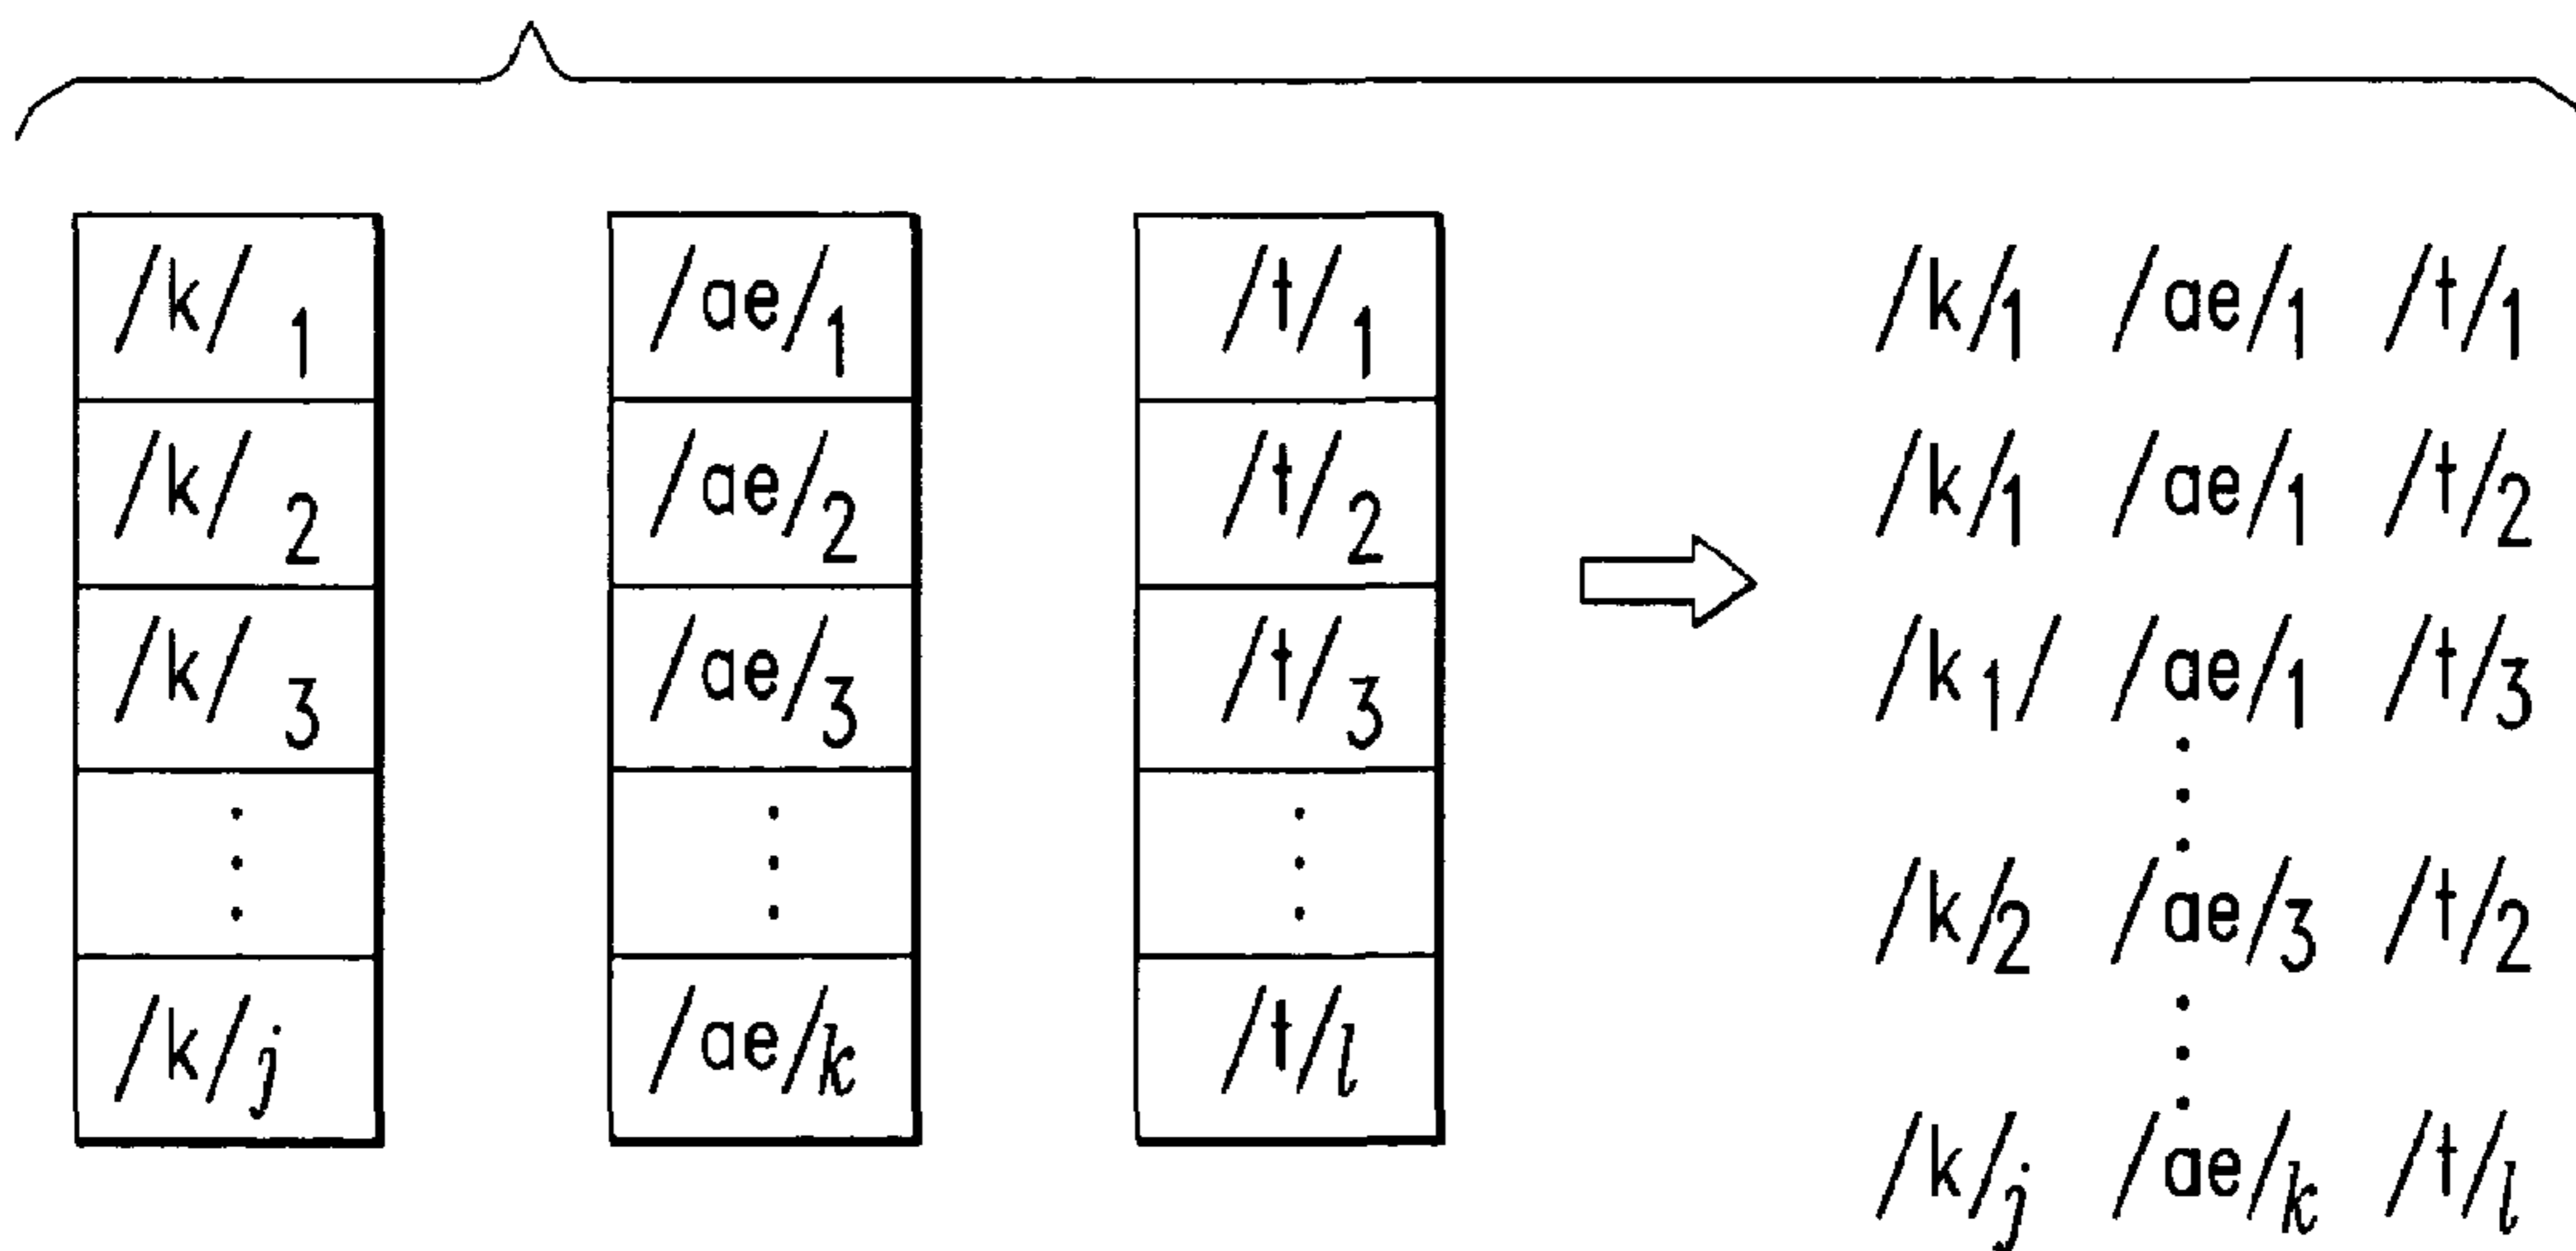 /k/ 1 /ae/1 /t/1 /k/1 /ae/1 /t/1
/k/ 2 /ae/2 /t/2 /k/1 /ae/1 /t/2
/k/ 3 /ae/3 /t/3 /k 1/ /ae/1 /t/3
/k/2 /ae/3 /t/2
/k/j /ae/k /t/l
/k/j /ae/k /t/l